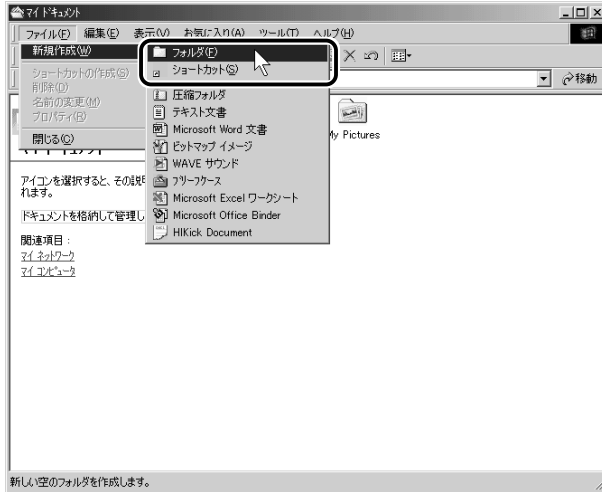 マイ ドキュメント
ファイル(F) 編集(E) 表示(V) お気に入り(A) ツール(T) ヘルプ(H)
新規作成(W)
ショートカットの作成(S)
削除(D)
名前の変更(M)
プロパティ(R)
閉じる(C)
フォルダ(F)
ショートカット(S)
圧縮フォルダ
テキスト文書
Microsoft Word 文書
ビットマップ イメージ
WAVE サウンド
ブリーフケース
Microsoft Excel ワークシート
Microsoft Office Binder
HIKick Document
移動
My Pictures
アイコンを選択すると、その説明
れます。
ドキュメントを格納して管理し
関連項目:
マイ ネットワーク
マイ コンピュータ
新しい空のフォルダを作成します。